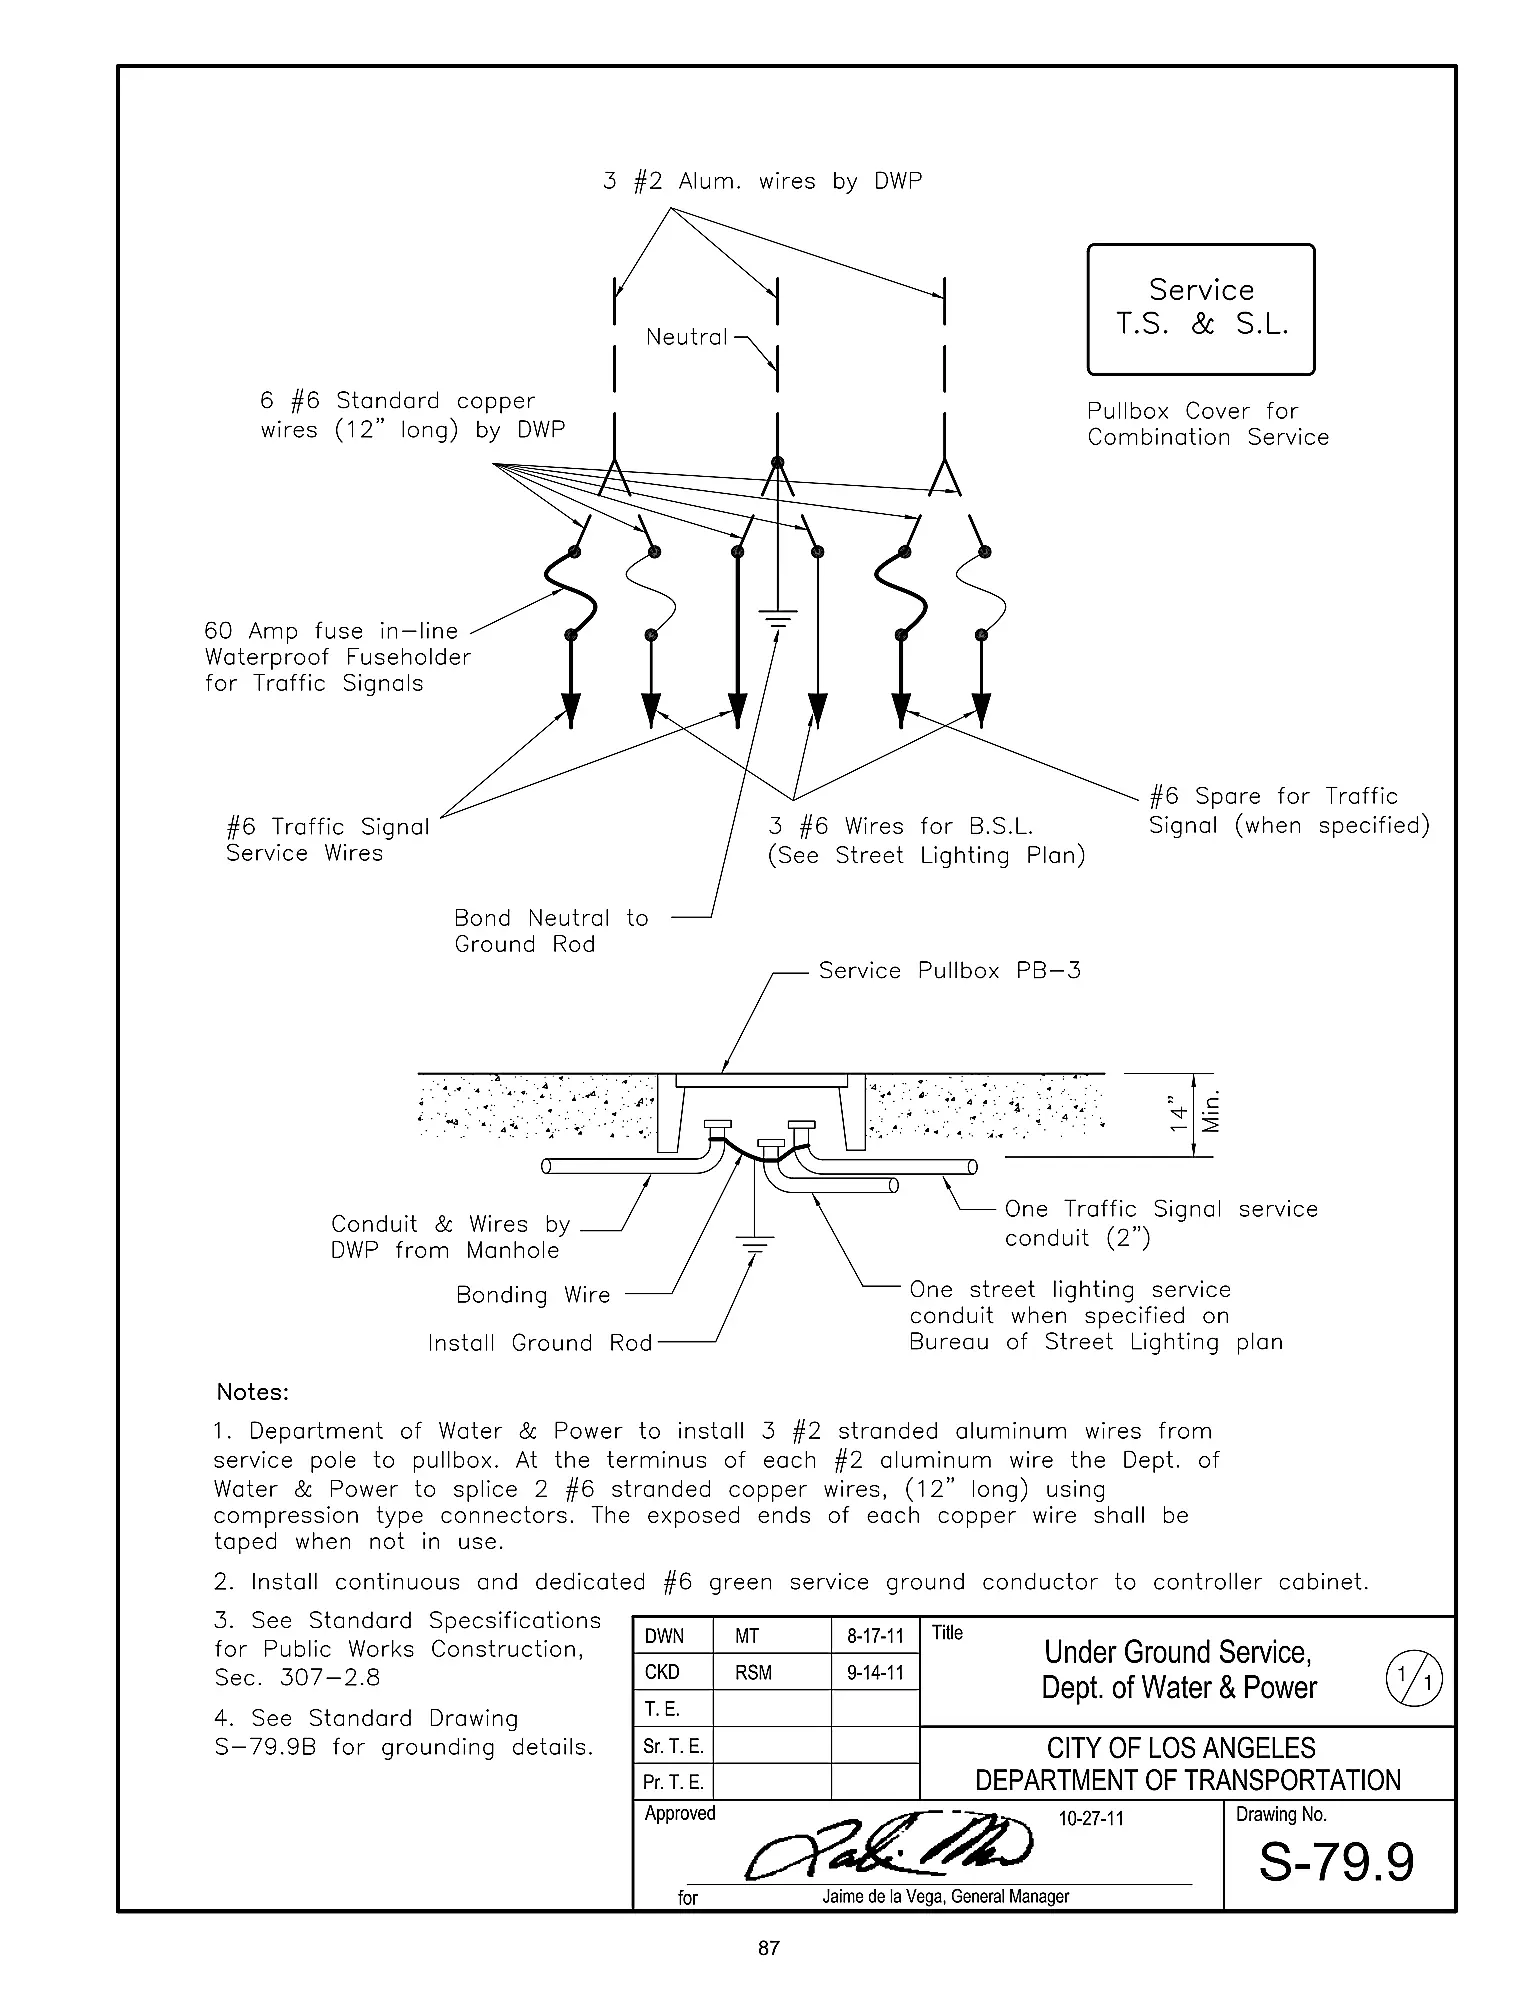 3 #2 Alum. wires by DWP
Service
T.S. & S.L.
Neutral
6 #6 Standard copper
wires (12" long) by DWP
Pullbox Cover for
Combination Service
60 Amp fuse in-line
Waterproof Fuseholder
for Traffic Signals
#6 Traffic Signal
Service Wires
3 #6 Wires for B.S.L.
(See Street Lighting Plan)
#6 Spare for Traffic
Signal (when specified)
Bond Neutral to
Ground Rod
Service Pullbox PB-3
14"
Min.
Conduit & Wires by
DWP from Manhole
One Traffic Signal service
conduit (2")
Bonding Wire
Install Ground Rod
One street lighting service
conduit when specified on
Bureau of Street Lighting plan
Notes:
1. Department of Water & Power to install 3 #2 stranded aluminum wires from
service pole to pullbox. At the terminus of each #2 aluminum wire the Dept. of
Water & Power to splice 2 #6 stranded copper wires, (12" long) using
compression type connectors. The exposed ends of each copper wire shall be
taped when not in use.
2. Install continuous and dedicated #6 green service ground conductor to controller cabinet.
3. See Standard Specsifications
for Public Works Construction,
Sec. 307-2.8
4. See Standard Drawing
S-79.9B for grounding details.
DWN MT 8-17-11
CKD RSM 9-14-11
T. E.
Sr. T. E.
Pr. T. E.
Title
Under Ground Service,
Dept. of Water & Power
1/1
CITY OF LOS ANGELES
DEPARTMENT OF TRANSPORTATION
Approved
10-27-11
for
Jaime de la Vega, General Manager
Drawing No.
S-79.9
87